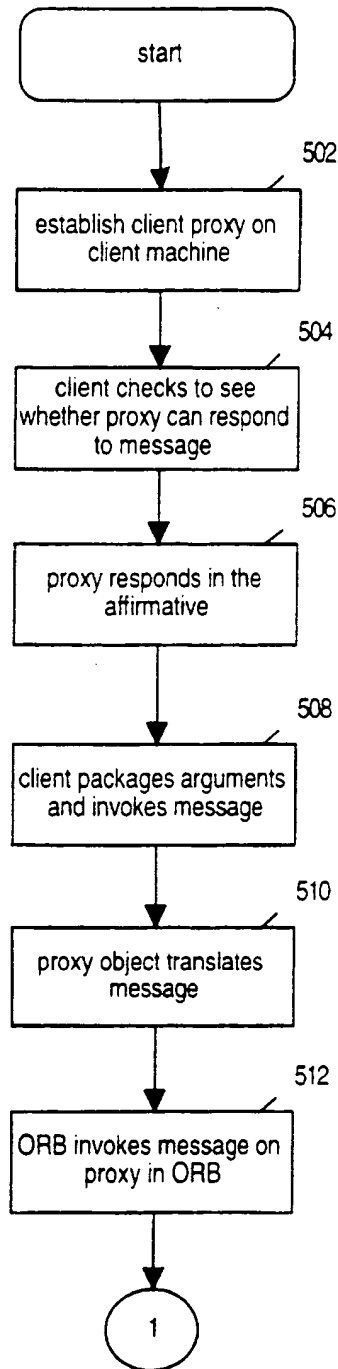 start
502
establish client proxy on
client machine
504
client checks to see
whether proxy can respond
to message
506
proxy responds in the
affirmative
508
client packages arguments
and invokes message
510
proxy object translates
message
512
ORB invokes message on
proxy in ORB
1